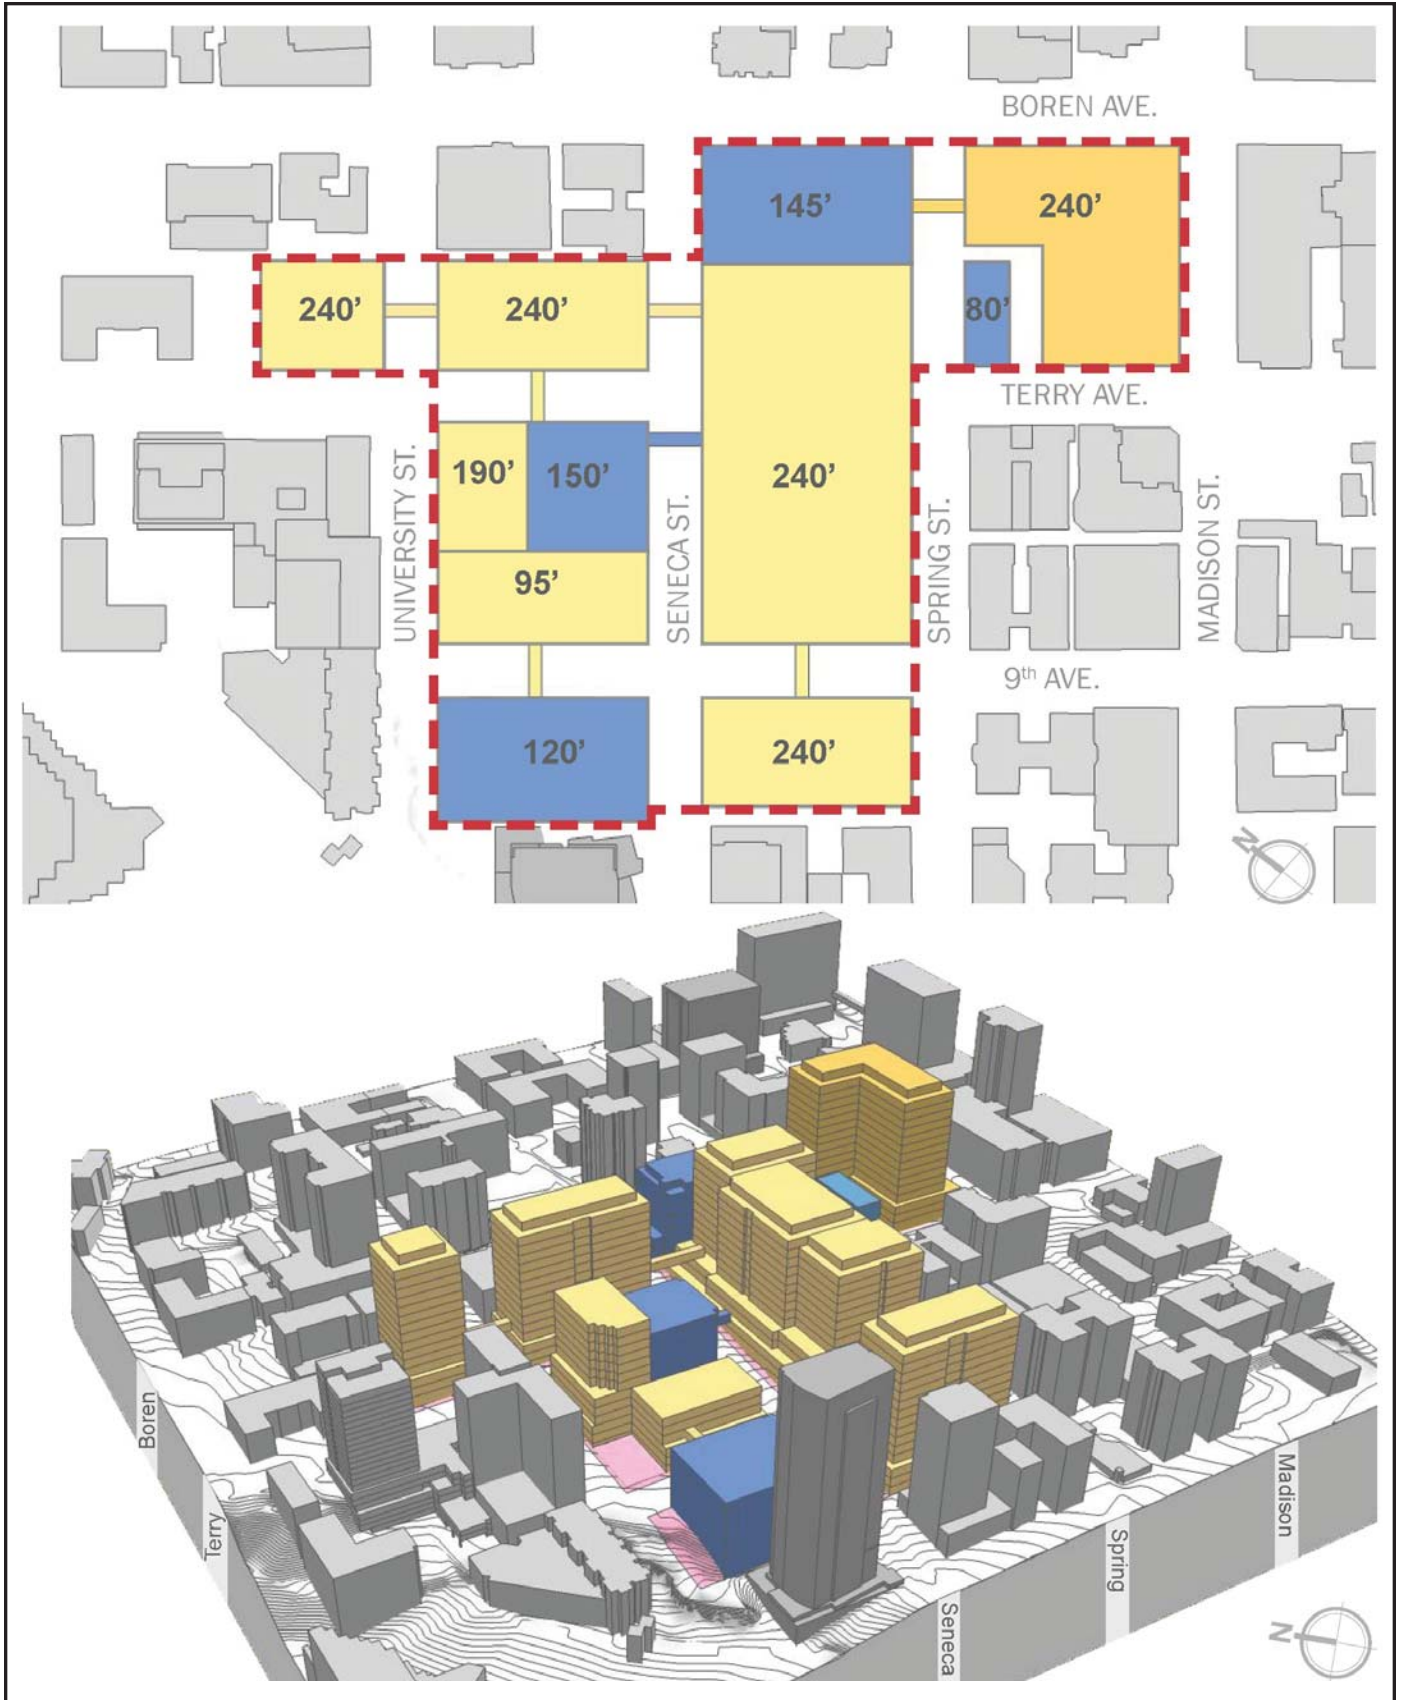 BOREN AVE.
145’
240’
240’
240’
80’
TERRY AVE.
190’
150’
240’
UNIVERSITY ST.
SENECA ST.
SPRING ST.
MADISON ST.
95’
9th AVE.
120’
240’
N
Boren
Terry
Seneca
Spring
Madison
N